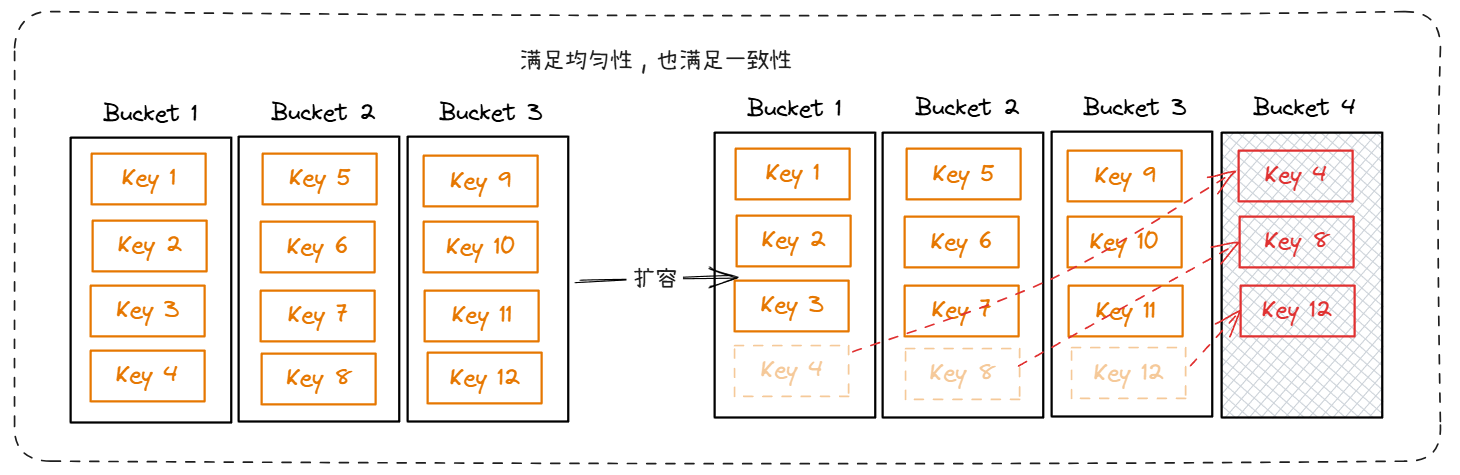 满足均匀性，也满足一致性
Bucket 1
Bucket 2
Bucket 3
Key 1
Key 5
Key 9
Key 2
Key 6
Key 10
Key 3
Key 7
Key 11
Key 4
Key 8
Key 12
扩容
Bucket 1
Bucket 2
Bucket 3
Bucket 4
Key 1
Key 5
Key 9
Key 4
Key 2
Key 6
Key 10
Key 8
Key 3
Key 7
Key 11
Key 12
Key 4
Key 8
Key 12